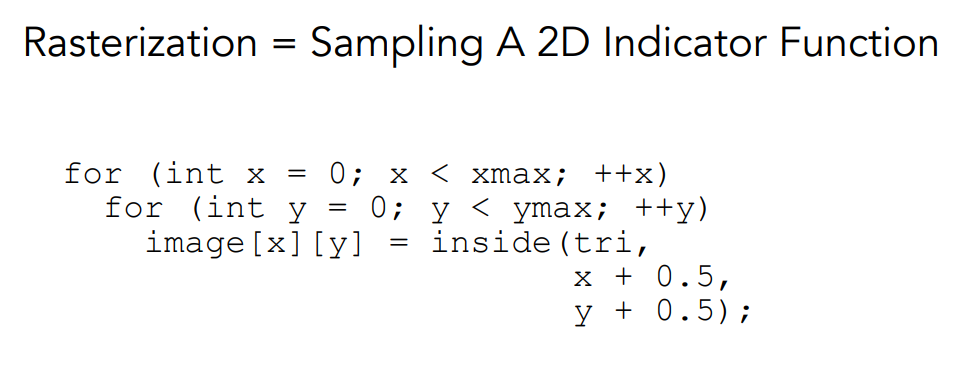 Rasterization = Sampling A 2D Indicator Function
for (int x = 0; x < xmax; ++x)
  for (int y = 0; y < ymax; ++y)
    image[x][y] = inside(tri,
                         x + 0.5,
                         y + 0.5);